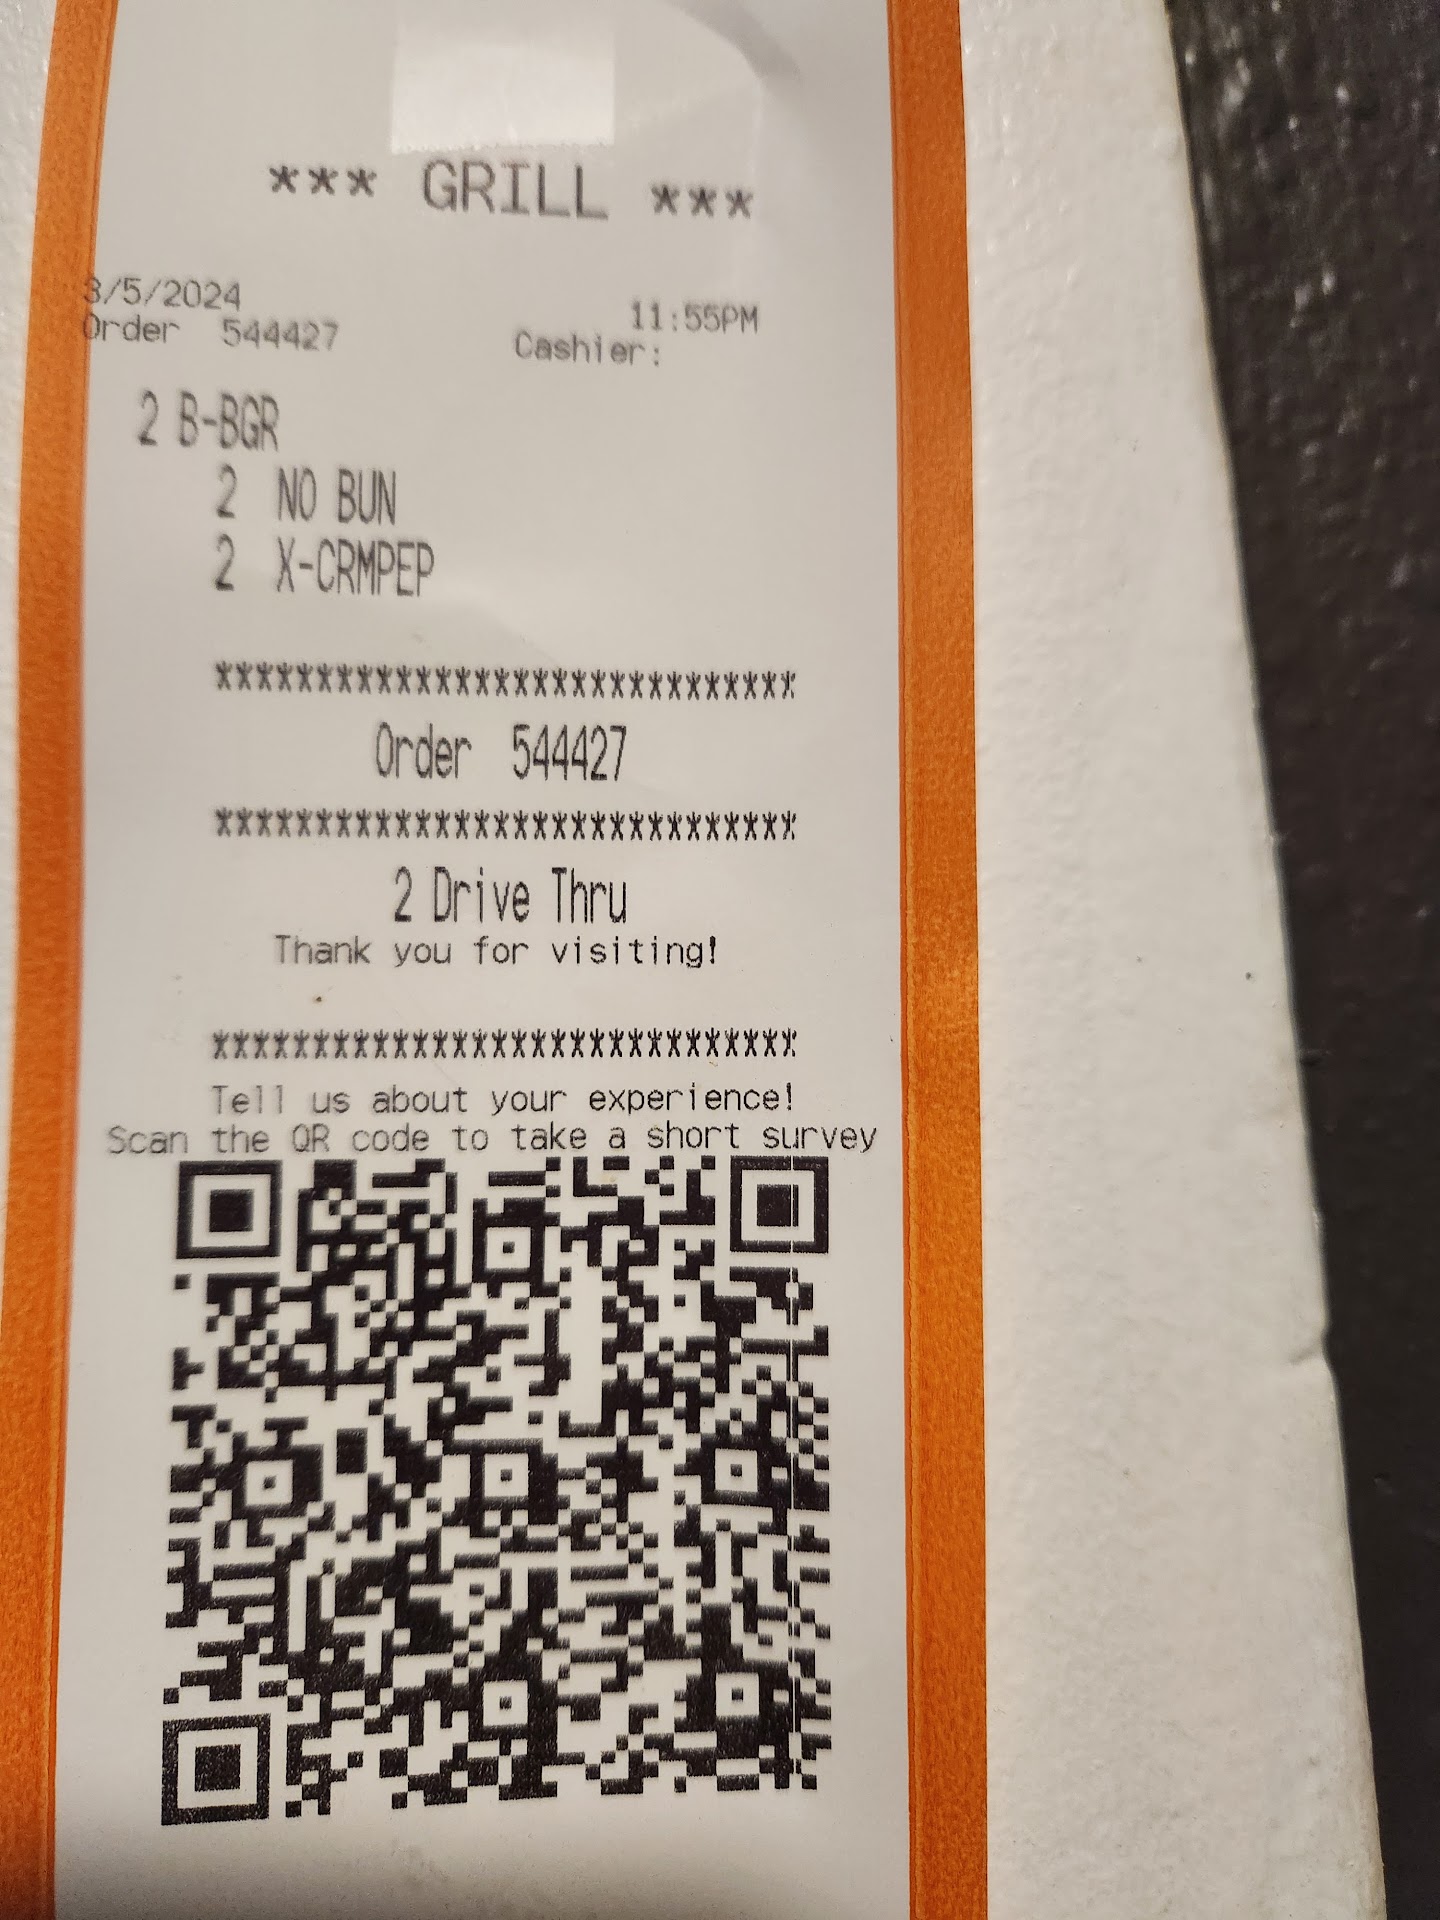 *** GRILL ***
3/5/2024
11:55PM
Order 544427
Cashier:
2 B-BGR
2 NO BUN
2 X-CRMPEP
*****************************
Order 544427
*****************************
2 Drive Thru
Thank you for visiting!
*****************************
Tell us about your experience!
Scan the QR code to take a short survey